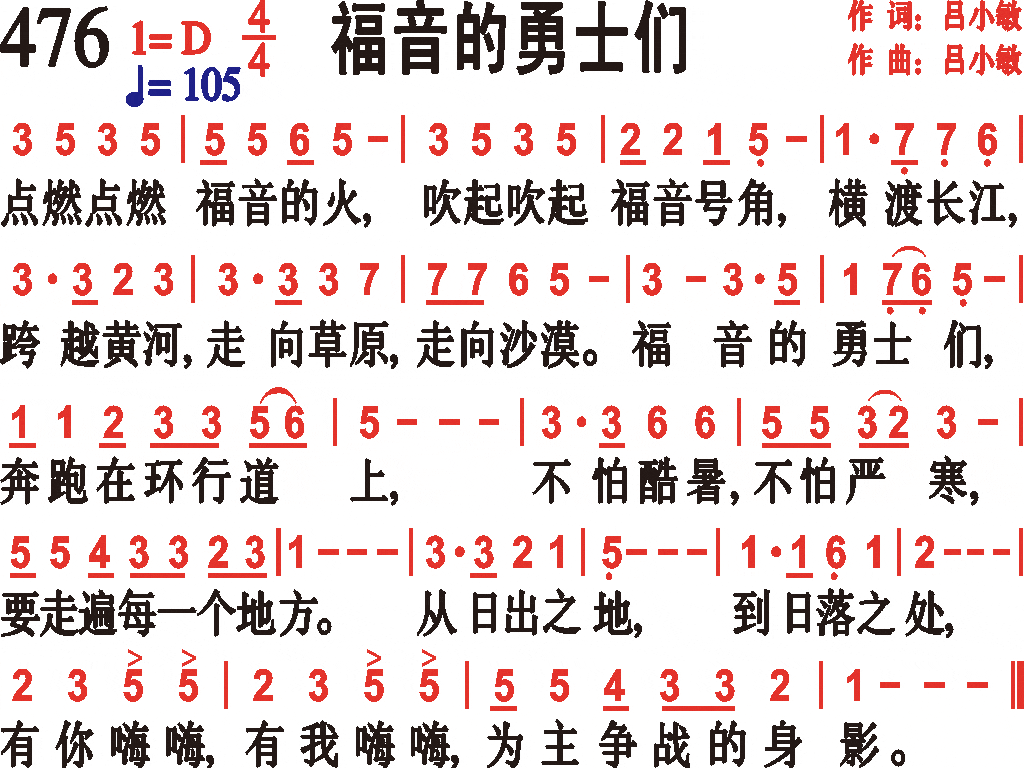 476 1=D 4/4 福音的勇士们 作 词：吕小敏
♩=105 作 曲：吕小敏
3 5 3 5 | 5 5 6 5 - | 3 5 3 5 | 2 2 1 5 - | 1· 7 7 6 |
点燃点燃 福音的火, 吹起吹起 福音号角, 横渡长江,
3· 3 2 3 | 3· 3 3 7 | 7 7 6 5 - | 3 - 3· 5 | 1 7 6 5 - |
跨越黄河,走 向草原,走向沙漠。福 音的 勇士 们,
1 1 2 3 3 5 6 | 5 - - - | 3· 3 6 6 | 5 5 3 2 3 - |
奔跑在环行道 上, 不怕酷暑,不怕严 寒,
5 5 4 3 3 2 3 | 1 - - - | 3· 3 2 1 | 5 - - - | 1· 1 6 1 | 2 - - - |
要走遍每一个地方。 从日出之地, 到日落之处,
2 3 5 5 | 2 3 5 5 | 5 5 4 3 3 2 | 1 - - - ||
有你嗨嗨,有我嗨嗨,为主争战的身 影。